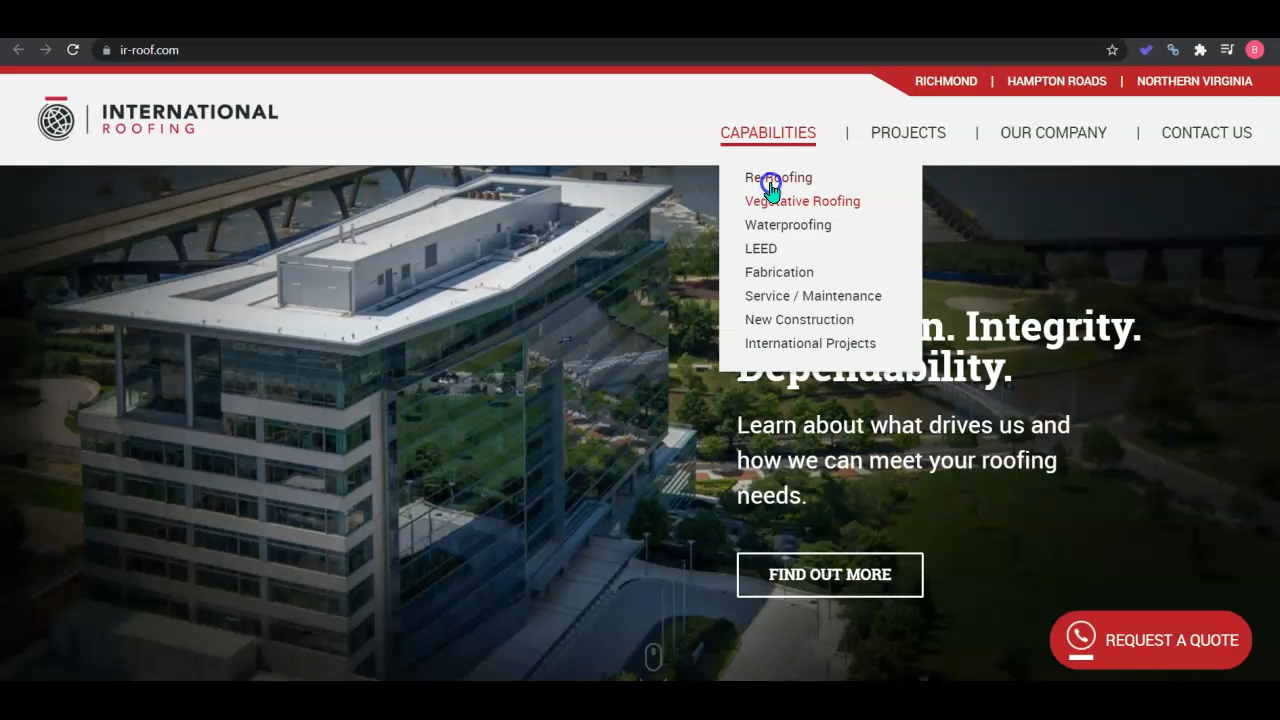 ir-roof.com
B
RICHMOND | HAMPTON ROADS | NORTHERN VIRGINIA
INTERNATIONAL
ROOFING
CAPABILITIES | PROJECTS | OUR COMPANY | CONTACT US
Re-Roofing
Vegetative Roofing
Waterproofing
LEED
Fabrication
Service / Maintenance
New Construction
International Projects
n. Integrity.
Dependability.
Learn about what drives us and
how we can meet your roofing
needs.
FIND OUT MORE
REQUEST A QUOTE